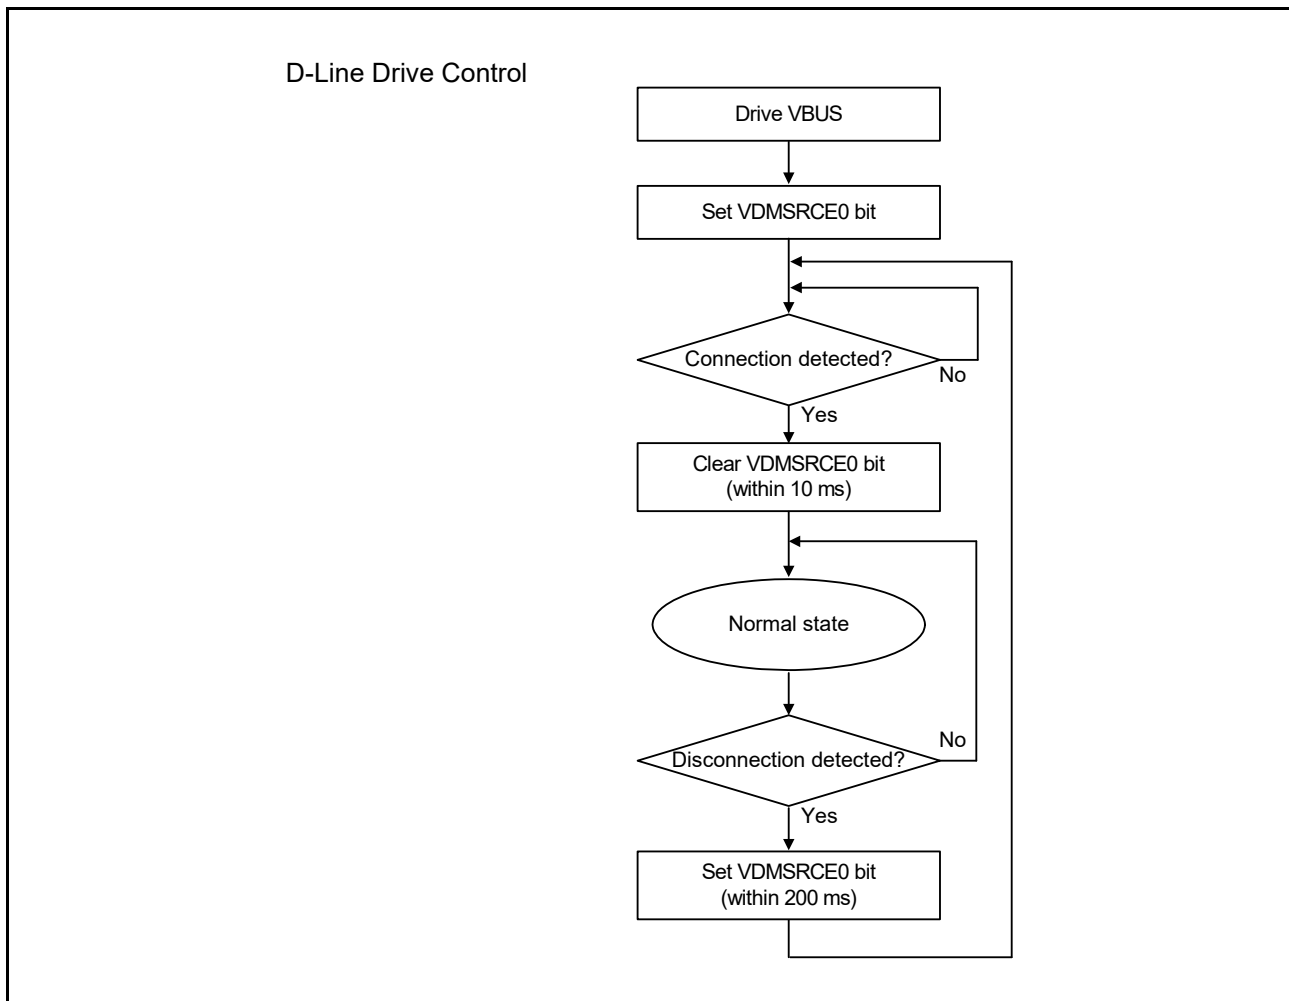 D-Line Drive Control
Drive VBUS
Set VDMSRCE0 bit
Connection detected?
No
Yes
Clear VDMSRCE0 bit
(within 10 ms)
Normal state
Disconnection detected?
No
Yes
Set VDMSRCE0 bit
(within 200 ms)